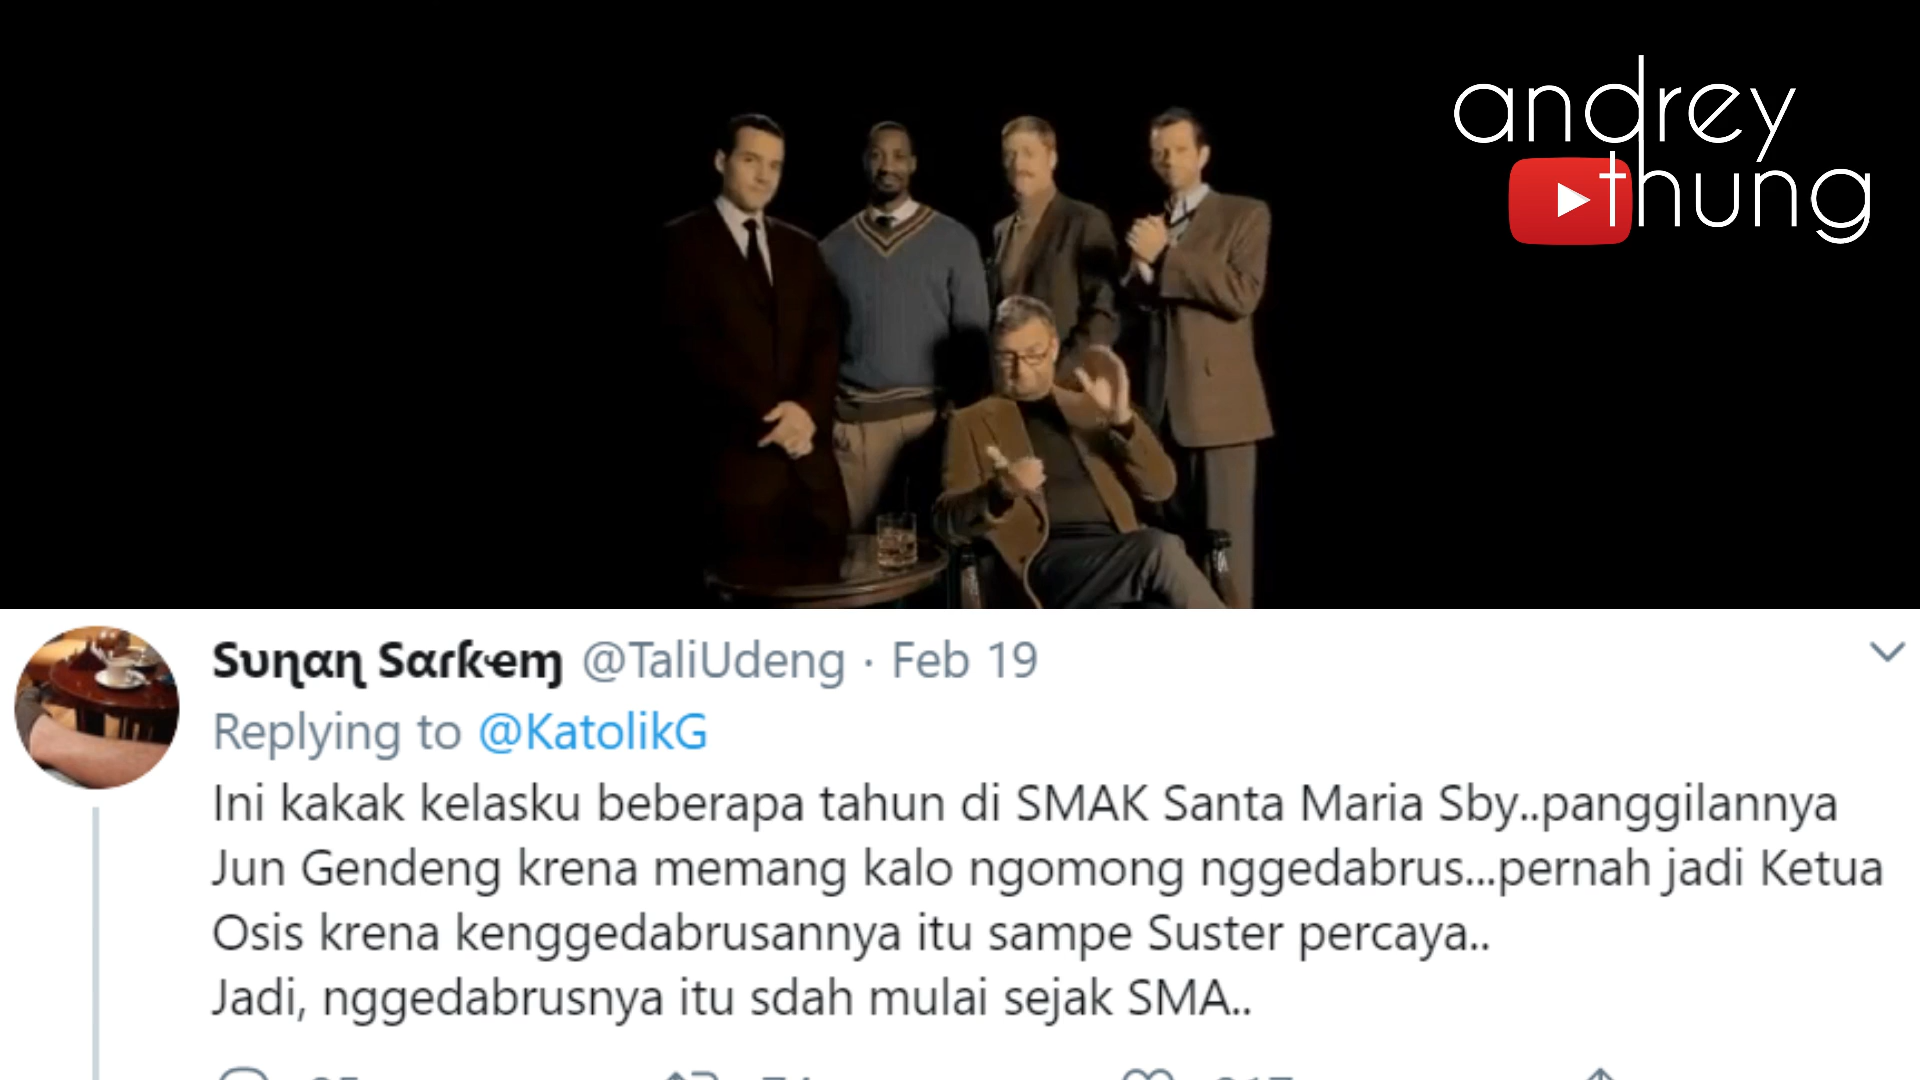 andrey
thung
Sυɳαɳ Sαɾƙҽɱ @TaliUdeng · Feb 19
Replying to @KatolikG
Ini kakak kelasku beberapa tahun di SMAK Santa Maria Sby..panggilannya
Jun Gendeng krena memang kalo ngomong nggedabrus...pernah jadi Ketua
Osis krena kenggedabrusannya itu sampe Suster percaya..
Jadi, nggedabrusnya itu sdah mulai sejak SMA..